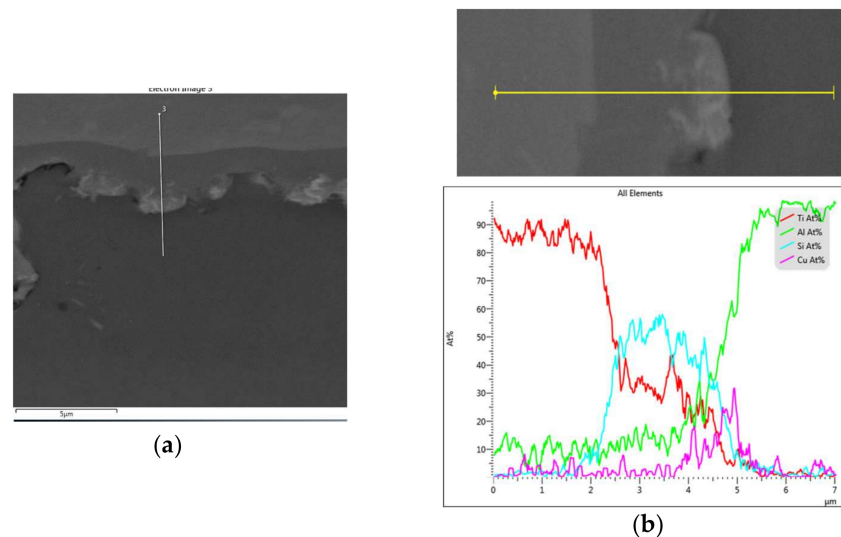 Electron Image 3
3
5μm
(a)
All Elements
Ti At%
Al At%
Si At%
Cu At%
At%
90
80
70
60
50
40
30
20
10
0
1
2
3
4
5
6
7
μm
(b)